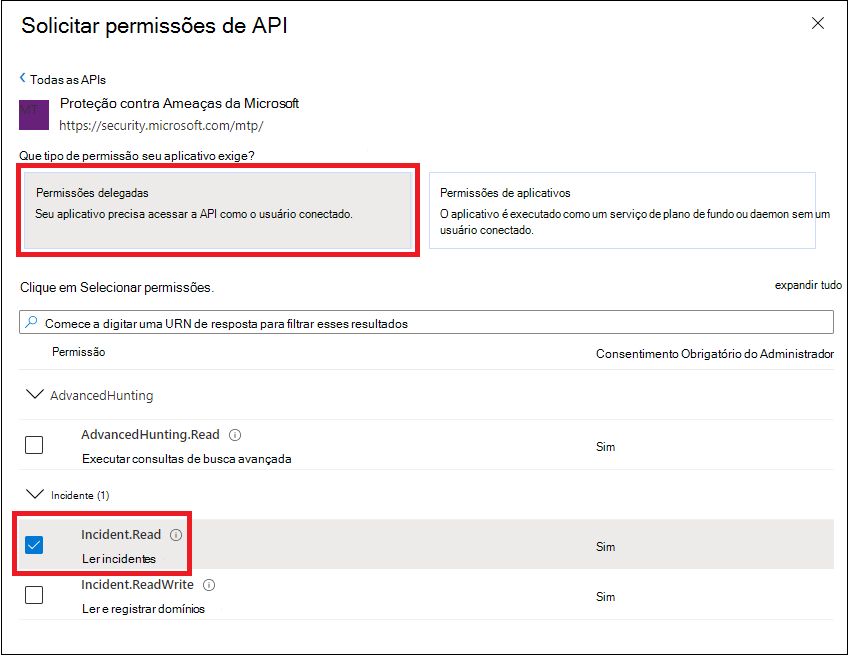 Solicitar permissões de API
Todas as APIs
MT
Proteção contra Ameaças da Microsoft
https://security.microsoft.com/mtp/
Que tipo de permissão seu aplicativo exige?
Permissões delegadas
Seu aplicativo precisa acessar a API como o usuário conectado.
Permissões de aplicativos
O aplicativo é executado como um serviço de plano de fundo ou daemon sem um
usuário conectado.
Clique em Selecionar permissões.
expandir tudo
Comece a digitar uma URN de resposta para filtrar esses resultados
Permissão
Consentimento Obrigatório do Administrador
AdvancedHunting
AdvancedHunting.Read
Executar consultas de busca avançada
Sim
Incidente (1)
Incident.Read
Ler incidentes
Sim
Incident.ReadWrite
Ler e registrar domínios
Sim